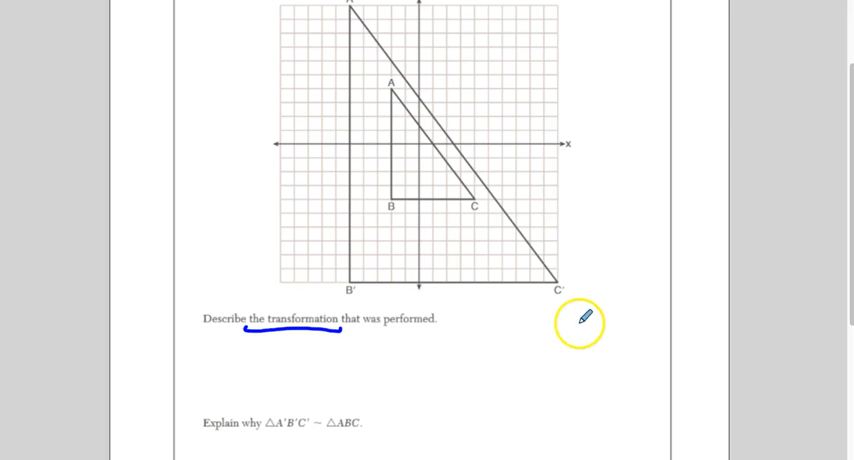 A
x
B
C
B'
C'
Describe the transformation that was performed.
Explain why △A'B'C' ~ △ABC.